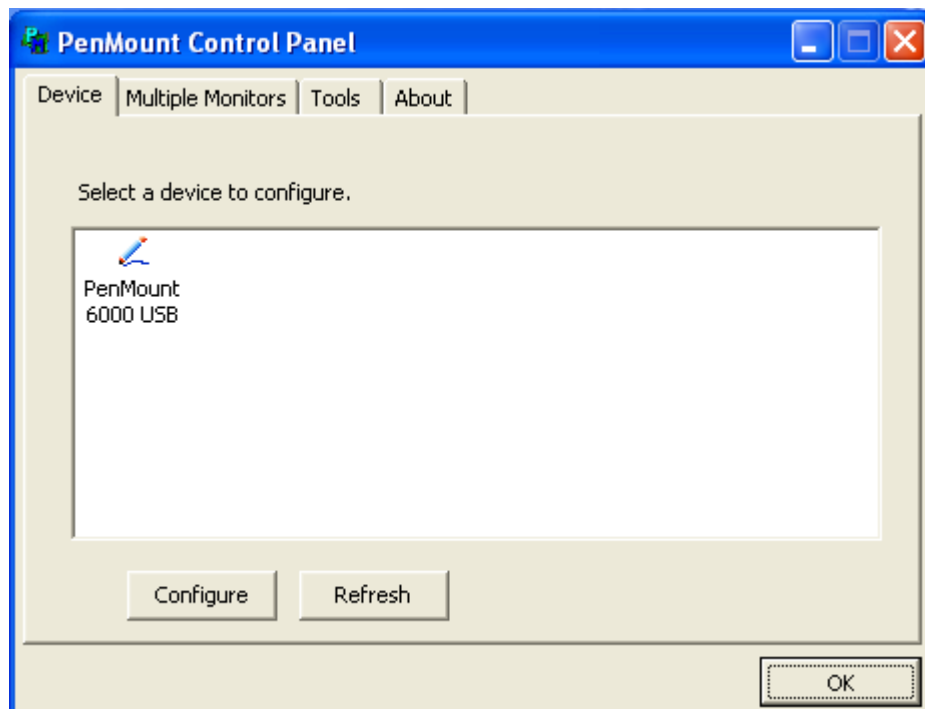 PenMount Control Panel
Device Multiple Monitors Tools About
Select a device to configure.
PenMount
6000 USB
Configure Refresh
OK